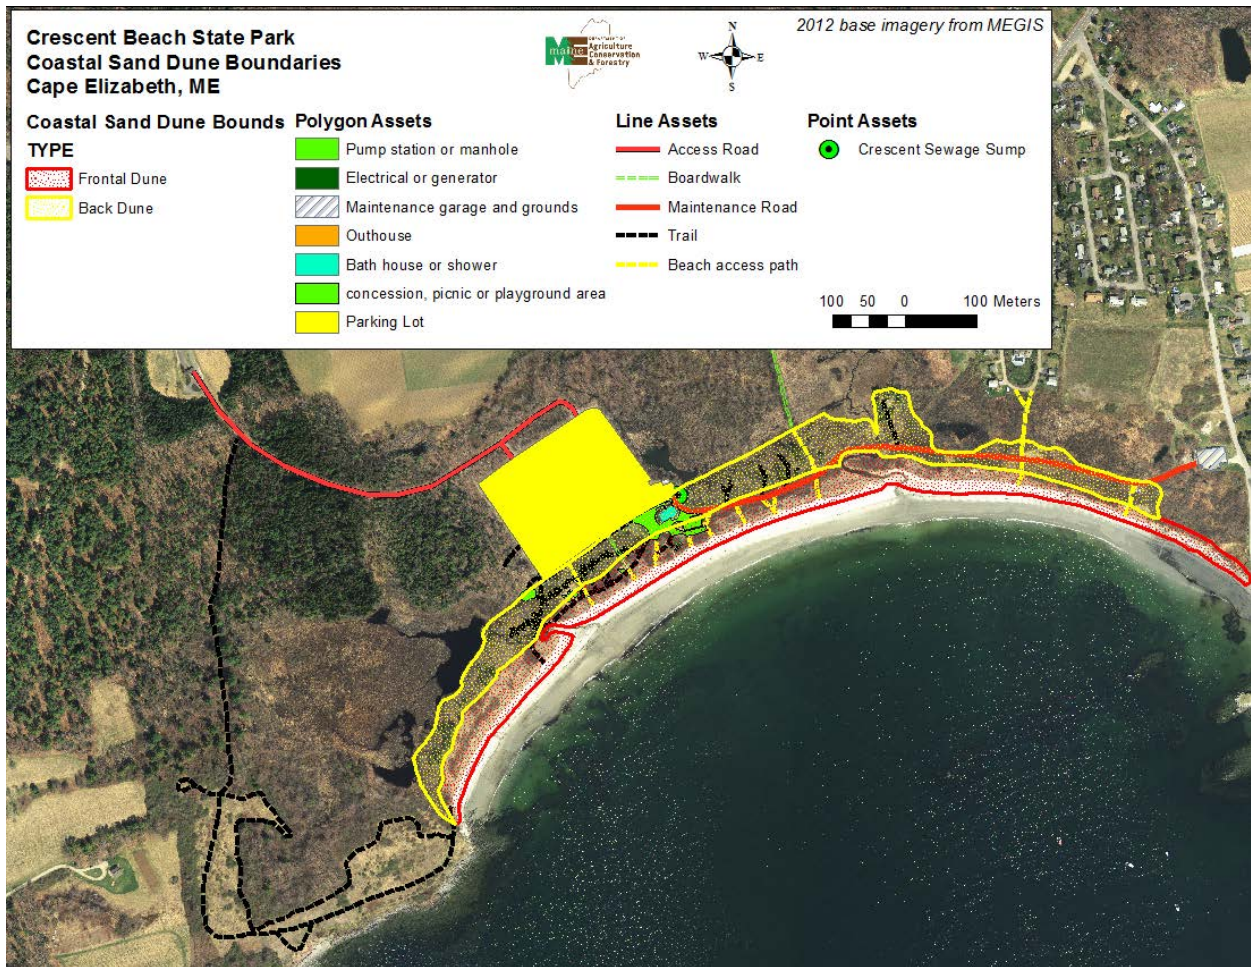 Crescent Beach State Park
Coastal Sand Dune Boundaries
Cape Elizabeth, ME
maine
DEPARTMENT OF
Agriculture
Conservation
& Forestry
N
W
E
S
2012 base imagery from MEGIS
Coastal Sand Dune Bounds
TYPE
Frontal Dune
Back Dune
Polygon Assets
Pump station or manhole
Electrical or generator
Maintenance garage and grounds
Outhouse
Bath house or shower
concession, picnic or playground area
Parking Lot
Line Assets
Access Road
Boardwalk
Maintenance Road
Trail
Beach access path
Point Assets
Crescent Sewage Sump
100 50 0 100 Meters